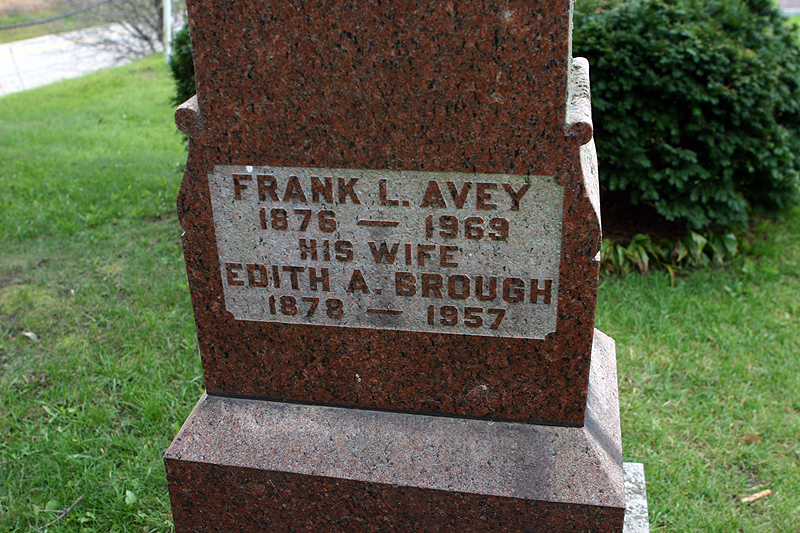 FRANK L. AVEY
1876 — 1969
HIS WIFE
EDITH A. BROUGH
1878 — 1957